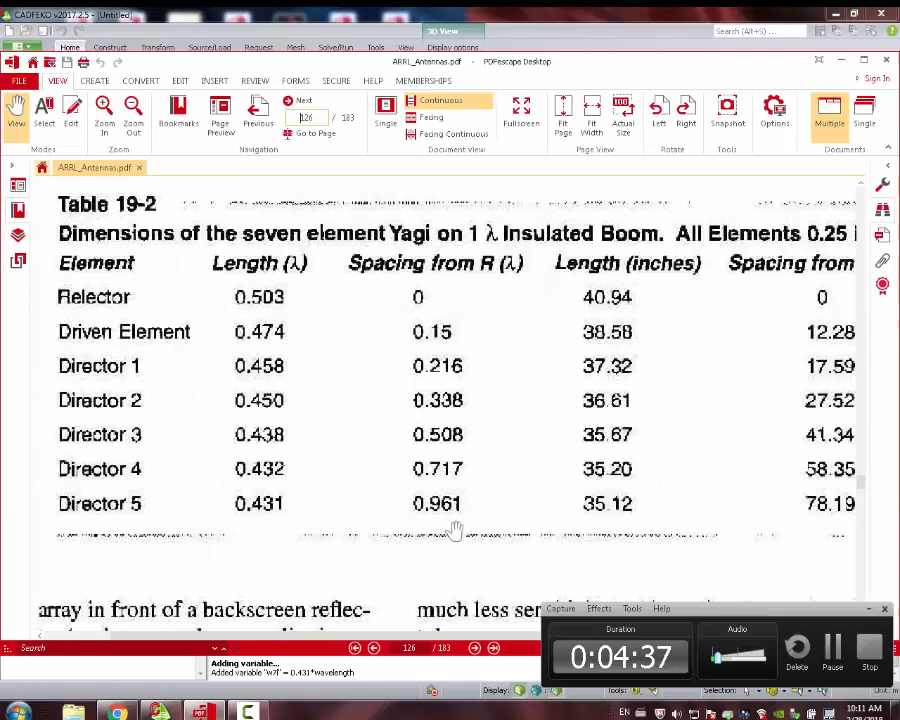 CADFEKO v2017.2.5 - [Untitled]
3D View
Search (Alt+S) ...
Home Construct Transform Source/Load Request Mesh Solve/Run Tools View Display options
ARRL_Antennas.pdf - PDFescape Desktop
FILE VIEW CREATE CONVERT EDIT INSERT REVIEW FORMS SECURE HELP MEMBERSHIPS
Sign In
View Select Edit Zoom In Zoom Out Bookmarks Page Preview Previous Next 126 / 183 Go to Page Single Continuous Facing Facing Continuous Fullscreen Fit Page Fit Width Actual Size Left Right Snapshot Options Multiple Single
Modes Zoom Navigation Document View Page View Rotate Tools Documents
ARRL_Antennas.pdf
Table 19-2
Dimensions of the seven element Yagi on 1 λ Insulated Boom. All Elements 0.25 i
Element Length (λ) Spacing from R (λ) Length (inches) Spacing from
Relector 0.503 0 40.94 0
Driven Element 0.474 0.15 38.58 12.28
Director 1 0.458 0.216 37.32 17.59
Director 2 0.450 0.338 36.61 27.52
Director 3 0.438 0.508 35.67 41.34
Director 4 0.432 0.717 35.20 58.35
Director 5 0.431 0.961 35.12 78.19
array in front of a backscreen reflec- much less ser
Capture Effects Tools Help
Duration Audio
0:04:37
Delete Pause Stop
Search 126 / 183
Adding variable...
Added variable "w7l" = 0.431*wavelength
Display: Tools: Selection: Unit: m
EN 10:11 AM